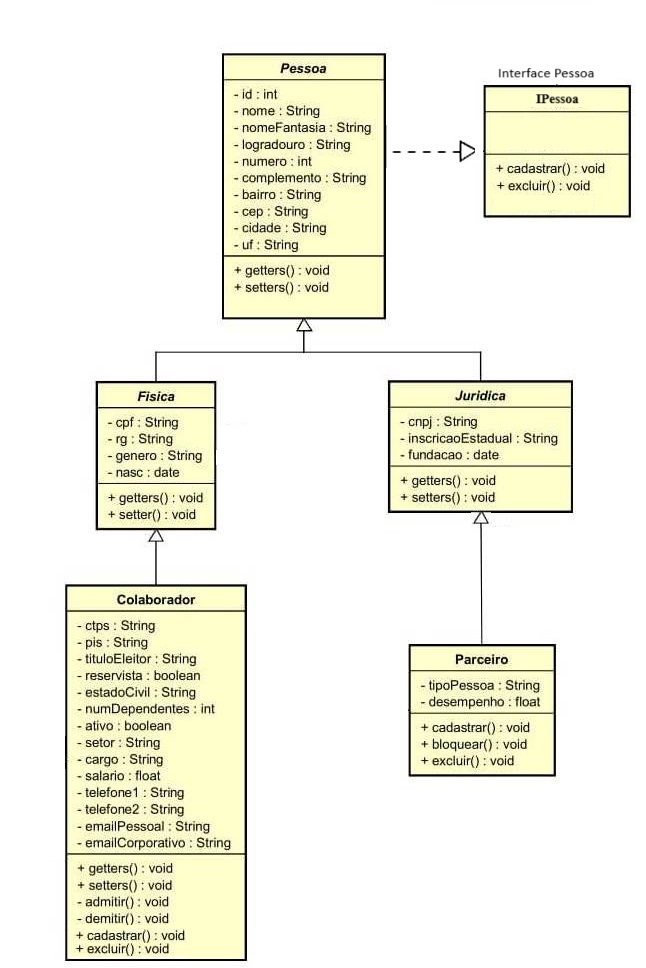 Pessoa
- id : int
- nome : String
- nomeFantasia : String
- logradouro : String
- numero : int
- complemento : String
- bairro : String
- cep : String
- cidade : String
- uf : String
+ getters() : void
+ setters() : void
Interface Pessoa
IPessoa
+ cadastrar() : void
+ excluir() : void
Fisica
- cpf : String
- rg : String
- genero : String
- nasc : date
+ getters() : void
+ setter() : void
Juridica
- cnpj : String
- inscricaoEstadual : String
- fundacao : date
+ getters() : void
+ setters() : void
Colaborador
- ctps : String
- pis : String
- tituloEleitor : String
- reservista : boolean
- estadoCivil : String
- numDependentes : int
- ativo : boolean
- setor : String
- cargo : String
- salario : float
- telefone1 : String
- telefone2 : String
- emailPessoal : String
- emailCorporativo : String
+ getters() : void
+ setters() : void
- admitir() : void
- demitir() : void
+ cadastrar() : void
+ excluir() : void
Parceiro
- tipoPessoa : String
- desempenho : float
+ cadastrar() : void
+ bloquear() : void
+ excluir() : void